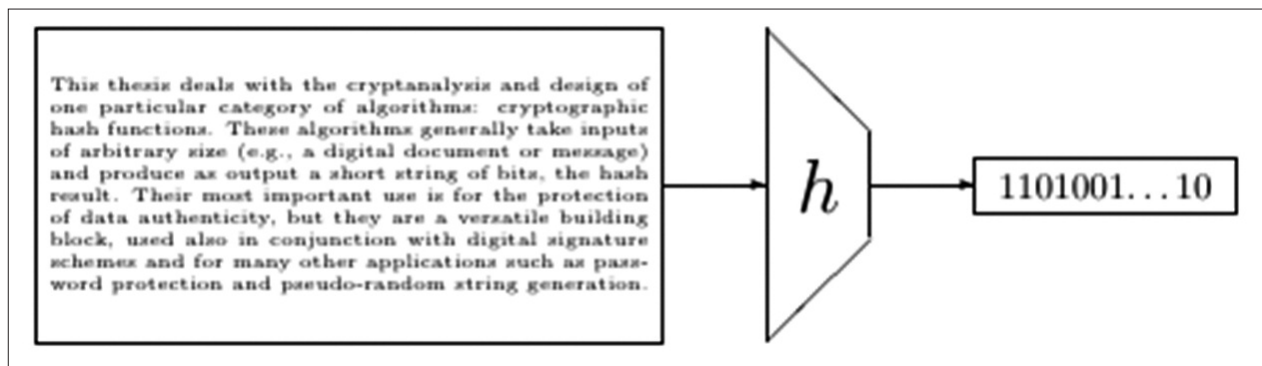 This thesis deals with the cryptanalysis and design of
one particular category of algorithms: cryptographic
hash functions. These algorithms generally take inputs
of arbitrary size (e.g., a digital document or message)
and produce as output a short string of bits, the hash
result. Their most important use is for the protection
of data authenticity, but they are a versatile building
block, used also in conjunction with digital signature
schemes and for many other applications such as pass-
word protection and pseudo-random string generation.
h
1101001...10